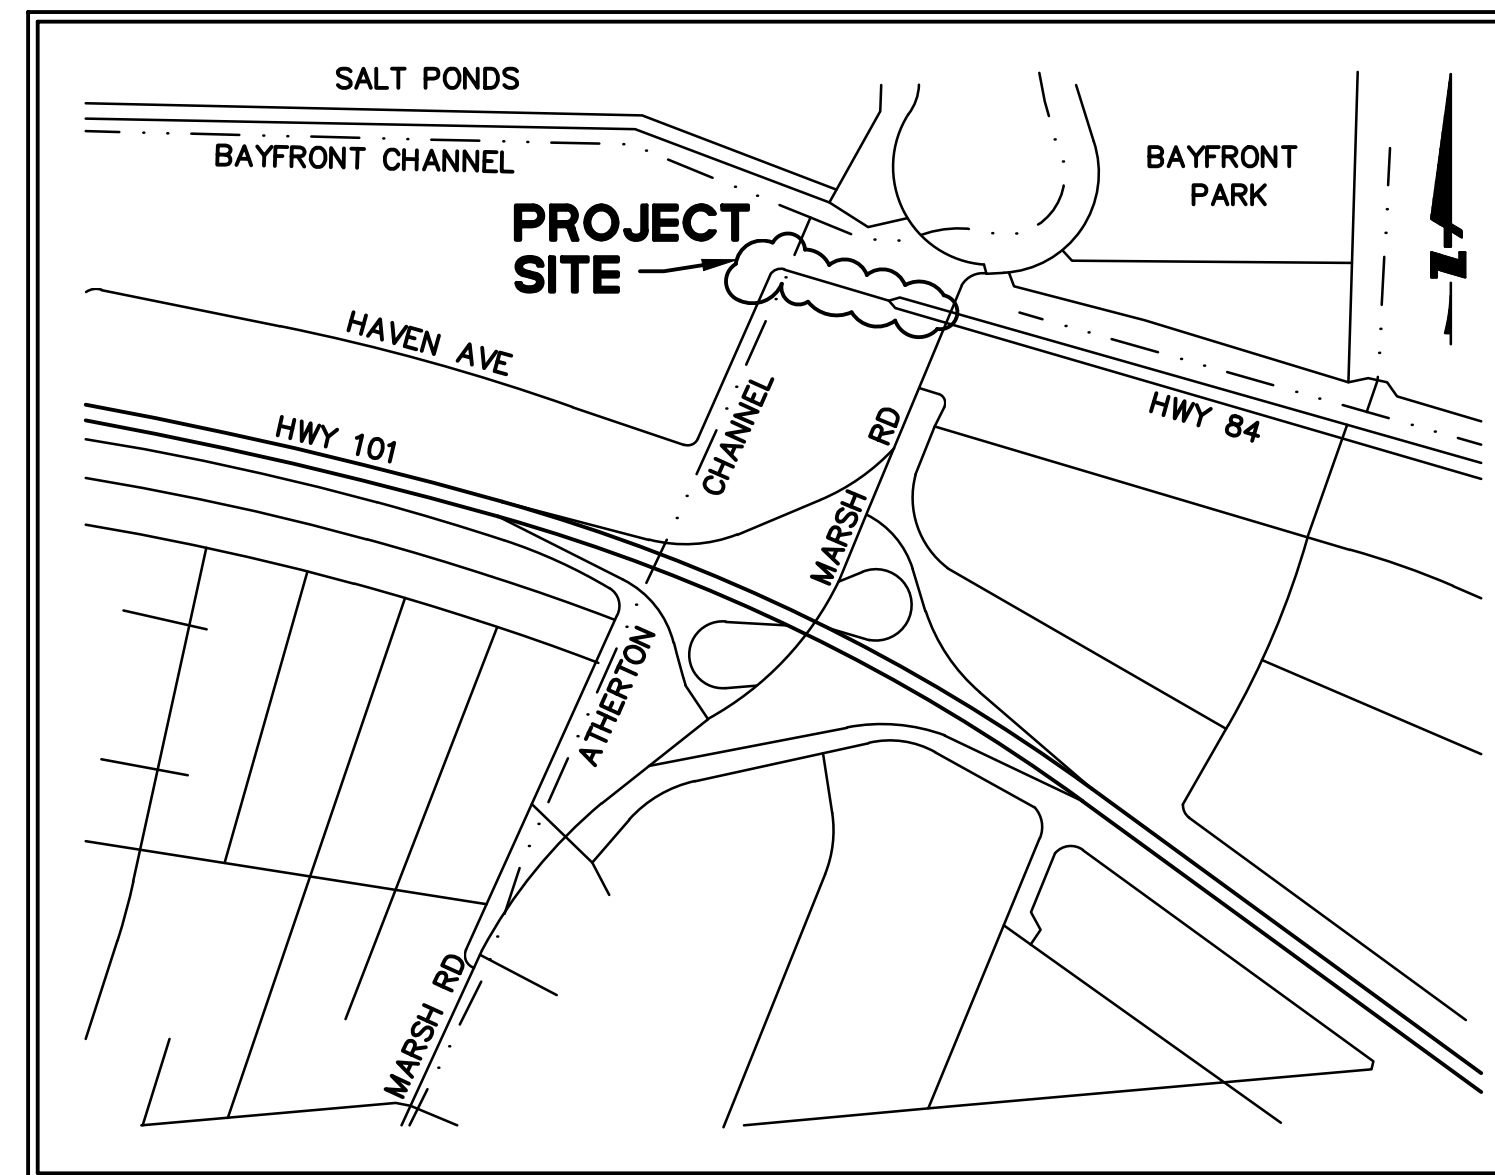 SALT PONDS
BAYFRONT CHANNEL
BAYFRONT
PARK
PROJECT
SITE
N
HAVEN AVE
HWY 101
CHANNEL
MARSH RD
HWY 84
ATHERTON
MARSH RD